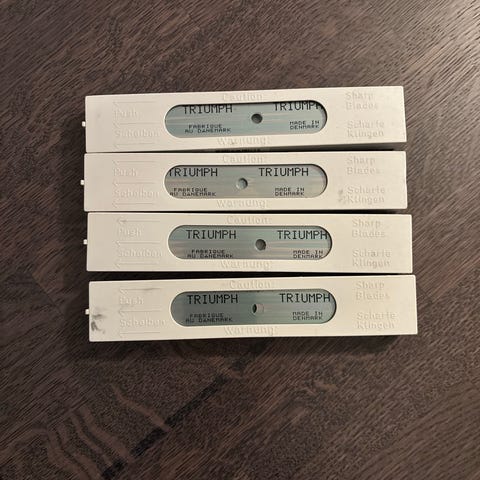 Caution!
Push TRIUMPH TRIUMPH Sharp
Blades
FABRIQUE MADE IN
Schieben AU DANEMARK DENMARK Scharfe
Klingen
Warnung!
Caution!
Push TRIUMPH TRIUMPH Sharp
Blades
FABRIQUE MADE IN
Schieben AU DANEMARK DENMARK Scharfe
Klingen
Warnung!
Caution!
Push TRIUMPH TRIUMPH Sharp
Blades
FABRIQUE MADE IN
Schieben AU DANEMARK DENMARK Scharfe
Klingen
Warnung!
Caution!
Push TRIUMPH TRIUMPH Sharp
Blades
FABRIQUE MADE IN
Schieben AU DANEMARK DENMARK Scharfe
Klingen
Warnung!